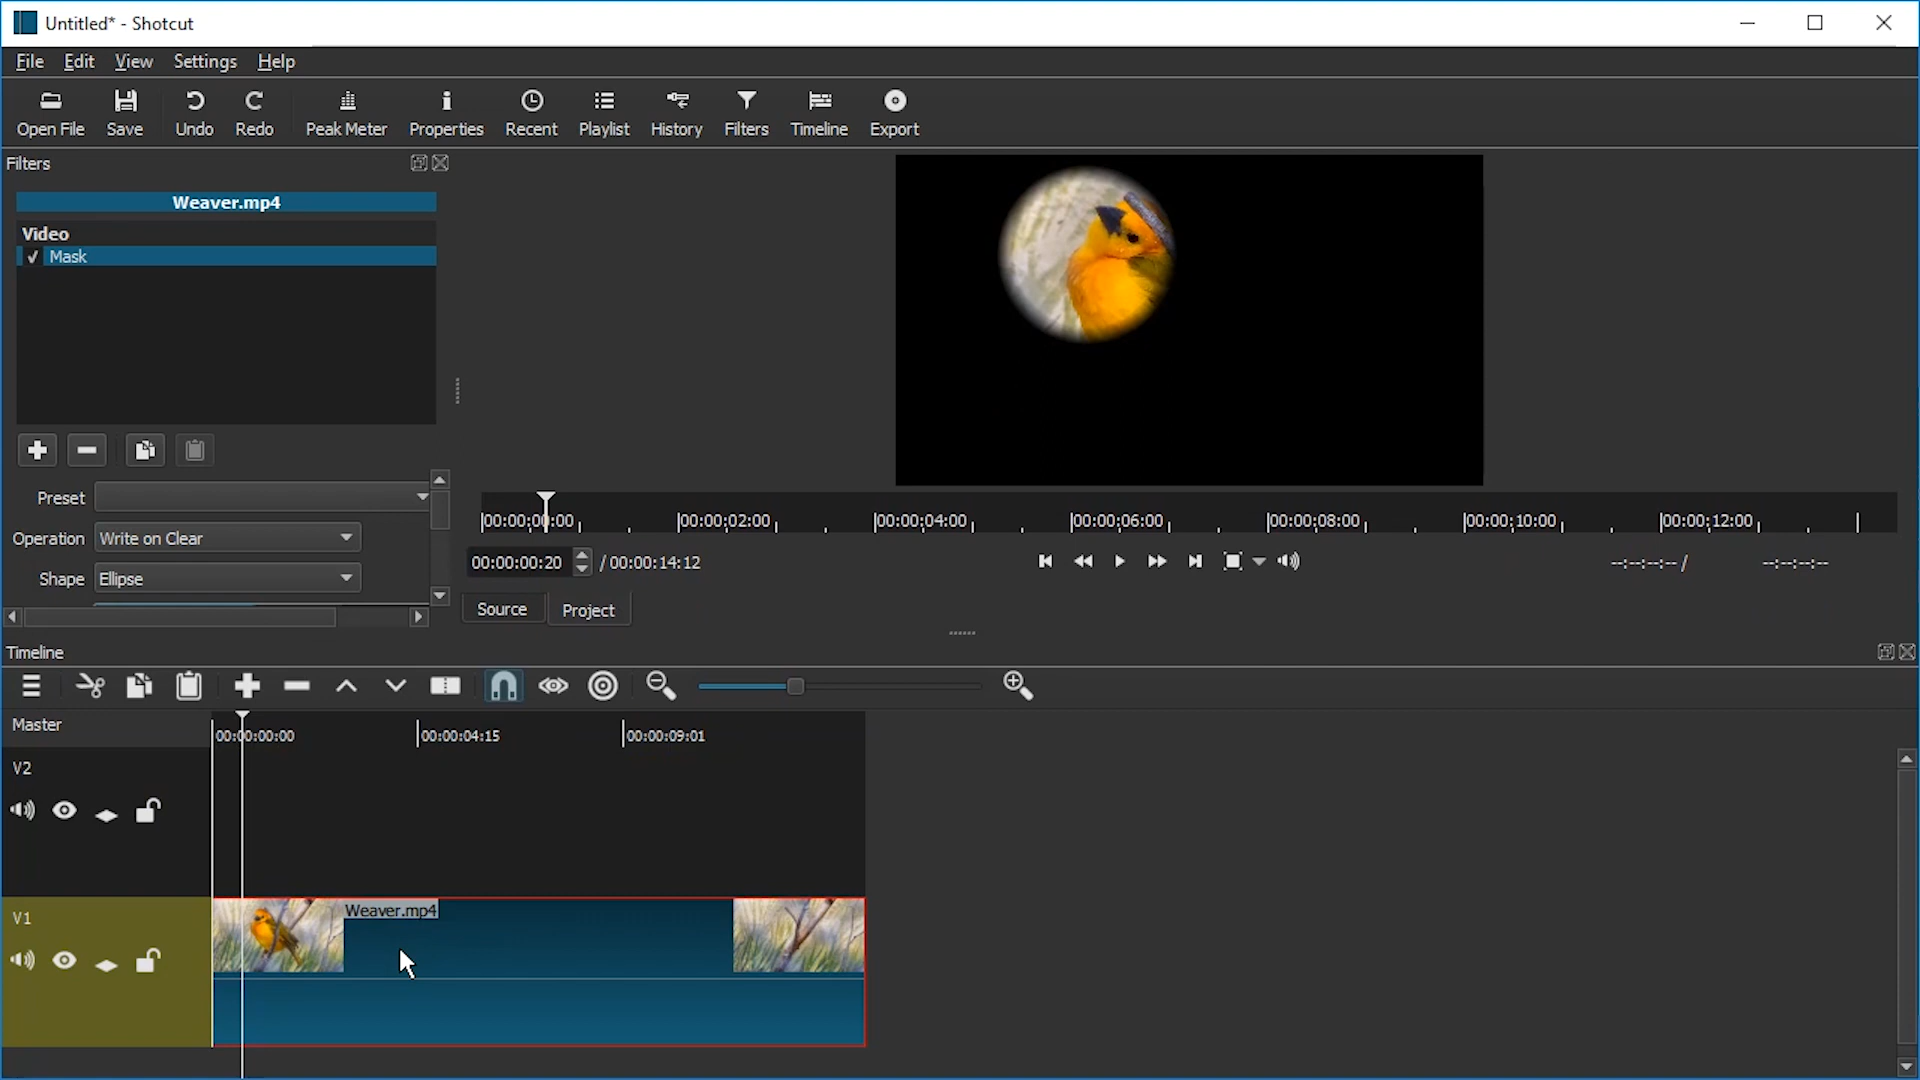 Untitled* - Shotcut
File Edit View Settings Help
Open File Save Undo Redo Peak Meter Properties Recent Playlist History Filters Timeline Export
Filters
Weaver.mp4
Video
Mask
Preset
Operation Write on Clear
Shape Ellipse
00:00:00:00 00:00:02:00 00:00:04:00 00:00:06:00 00:00:08:00 00:00:10:00 00:00:12:00
00:00:00:20 / 00:00:14:12 --:--:--:-- / --:--:--:--
Source Project
Timeline
Master 00:00:00:00 00:00:04:15 00:00:09:01
V2
V1 Weaver.mp4